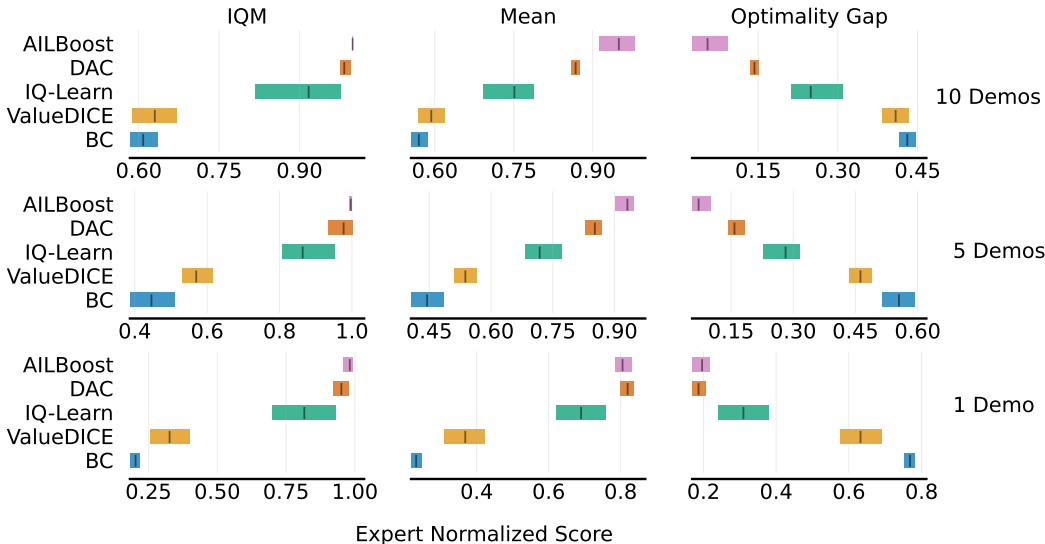 IQM Mean Optimality Gap
AILBoost
DAC
IQ-Learn
ValueDICE
BC
10 Demos
0.60 0.75 0.90 0.60 0.75 0.90 0.15 0.30 0.45
AILBoost
DAC
IQ-Learn
ValueDICE
BC
5 Demos
0.4 0.6 0.8 1.0 0.45 0.60 0.75 0.90 0.15 0.30 0.45 0.60
AILBoost
DAC
IQ-Learn
ValueDICE
BC
1 Demo
0.25 0.50 0.75 1.00 0.4 0.6 0.8 0.2 0.4 0.6 0.8
Expert Normalized Score